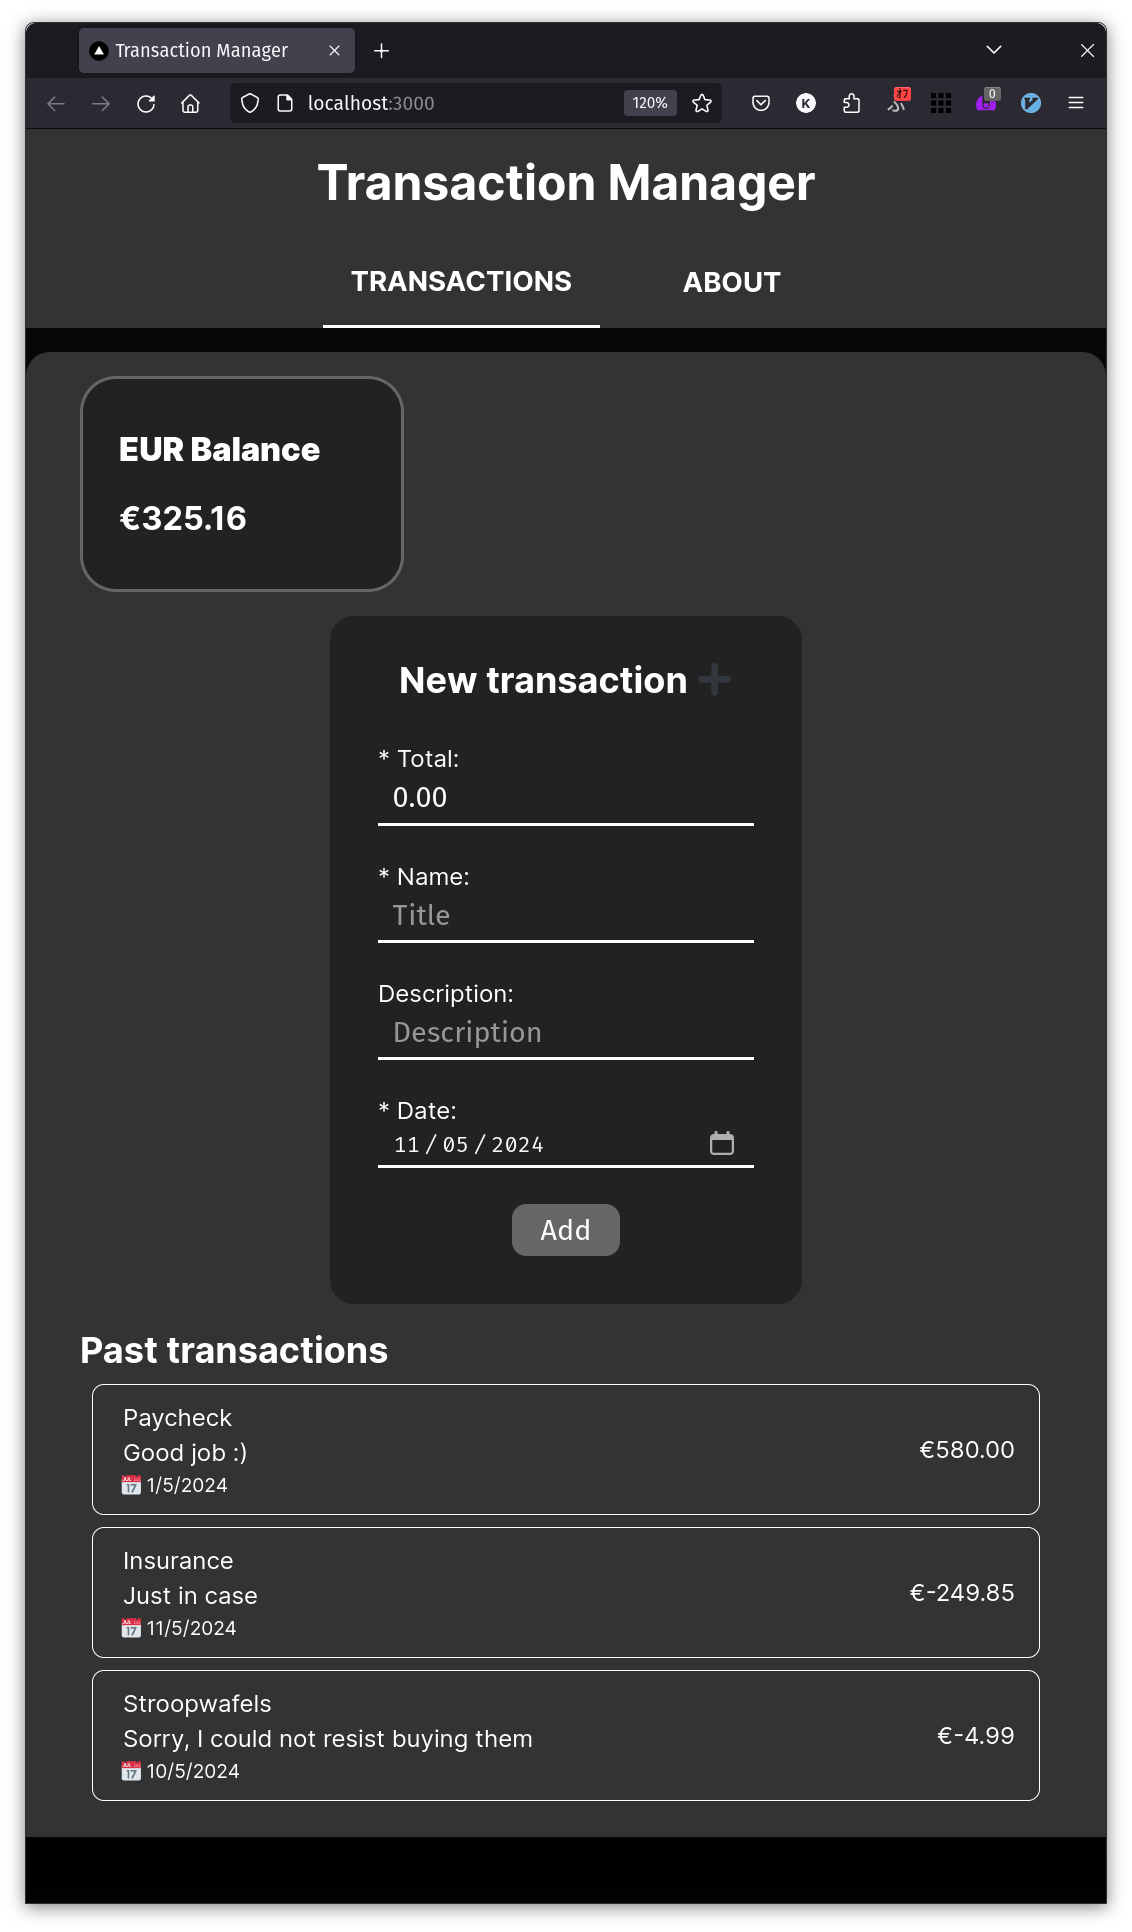 Transaction Manager
localhost:3000
120%
K
オフ
0
Transaction Manager
TRANSACTIONS
ABOUT
EUR Balance
€325.16
New transaction ➕
* Total:
0.00
* Name:
Title
Description:
Description
* Date:
11 / 05 / 2024
Add
Past transactions
Paycheck
Good job :)
€580.00
📅 1/5/2024
Insurance
Just in case
€-249.85
📅 11/5/2024
Stroopwafels
Sorry, I could not resist buying them
€-4.99
📅 10/5/2024